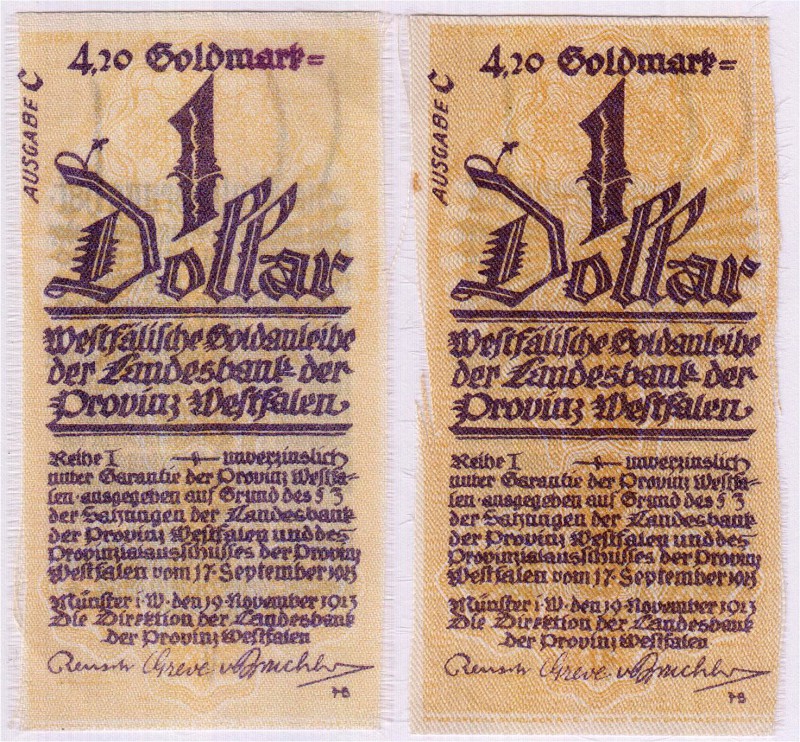 4,20 Goldmark=
AUSGABE C
1
Dollar
Westfälische Goldanleihe
der Landesbank der
Provinz Westfalen
Reihe I unverzinslich
unter Garantie der Provinz Westfa-
len·ausgegeben auf Grund des § 3
der Satzungen der Landesbank
der Provinz Westfalen und des
Provinzialausschusses der Provinz
Westfalen vom 17·September 1923
Münster i·W·den 19·November 1923
Die Direktion der Landesbank
der Provinz Westfalen
Reusch Greve
4,20 Goldmark=
AUSGABE C
1
Dollar
Westfälische Goldanleihe
der Landesbank der
Provinz Westfalen
Reihe I unverzinslich
unter Garantie der Provinz Westfa-
len·ausgegeben auf Grund des § 3
der Satzungen der Landesbank
der Provinz Westfalen und des
Provinzialausschusses der Provinz
Westfalen vom 17·September 1923
Münster i·W·den 19·November 1923
Die Direktion der Landesbank
der Provinz Westfalen
Reusch Greve